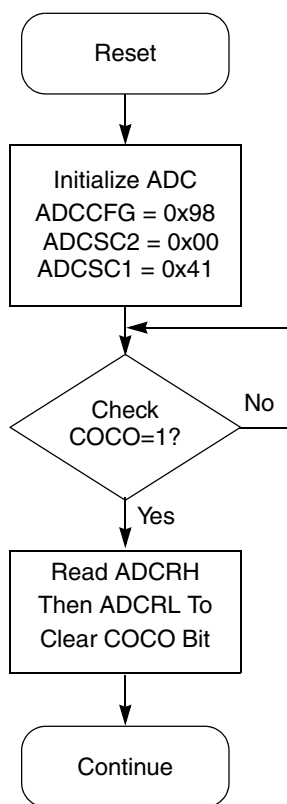 Reset
Initialize ADC
ADCCFG = 0x98
ADCSC2 = 0x00
ADCSC1 = 0x41
Check
COCO=1?
No
Yes
Read ADCRH
Then ADCRL To
Clear COCO Bit
Continue